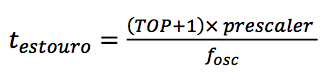 t_estouro = (TOP+1)× prescaler / f_osc